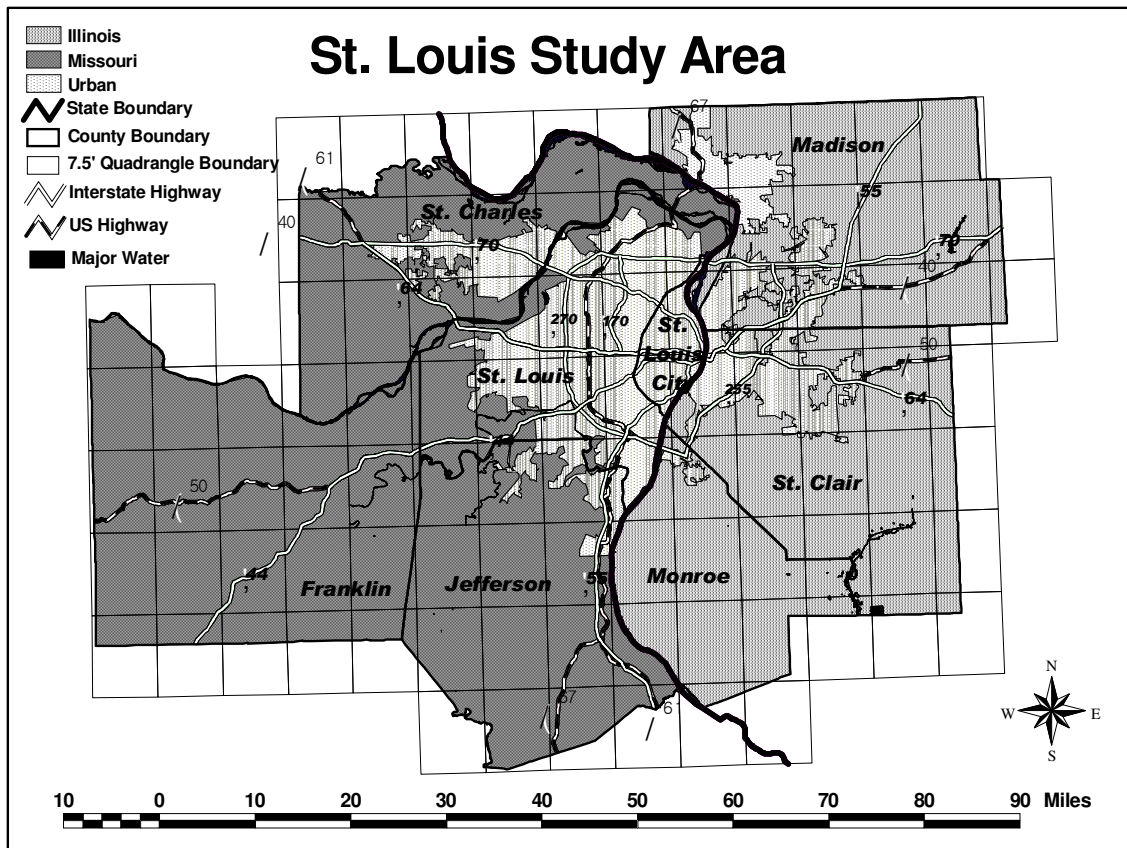 St. Louis Study Area
Illinois
Missouri
Urban
State Boundary
County Boundary
7.5' Quadrangle Boundary
Interstate Highway
US Highway
Major Water
67
Madison
61
55
St. Charles
40
70
70
64
40
270
170
St.
Louis
City
50
St. Louis
255
64
50
St. Clair
44
Franklin
Jefferson
55
Monroe
67
61
N
W
E
S
10 0 10 20 30 40 50 60 70 80 90 Miles